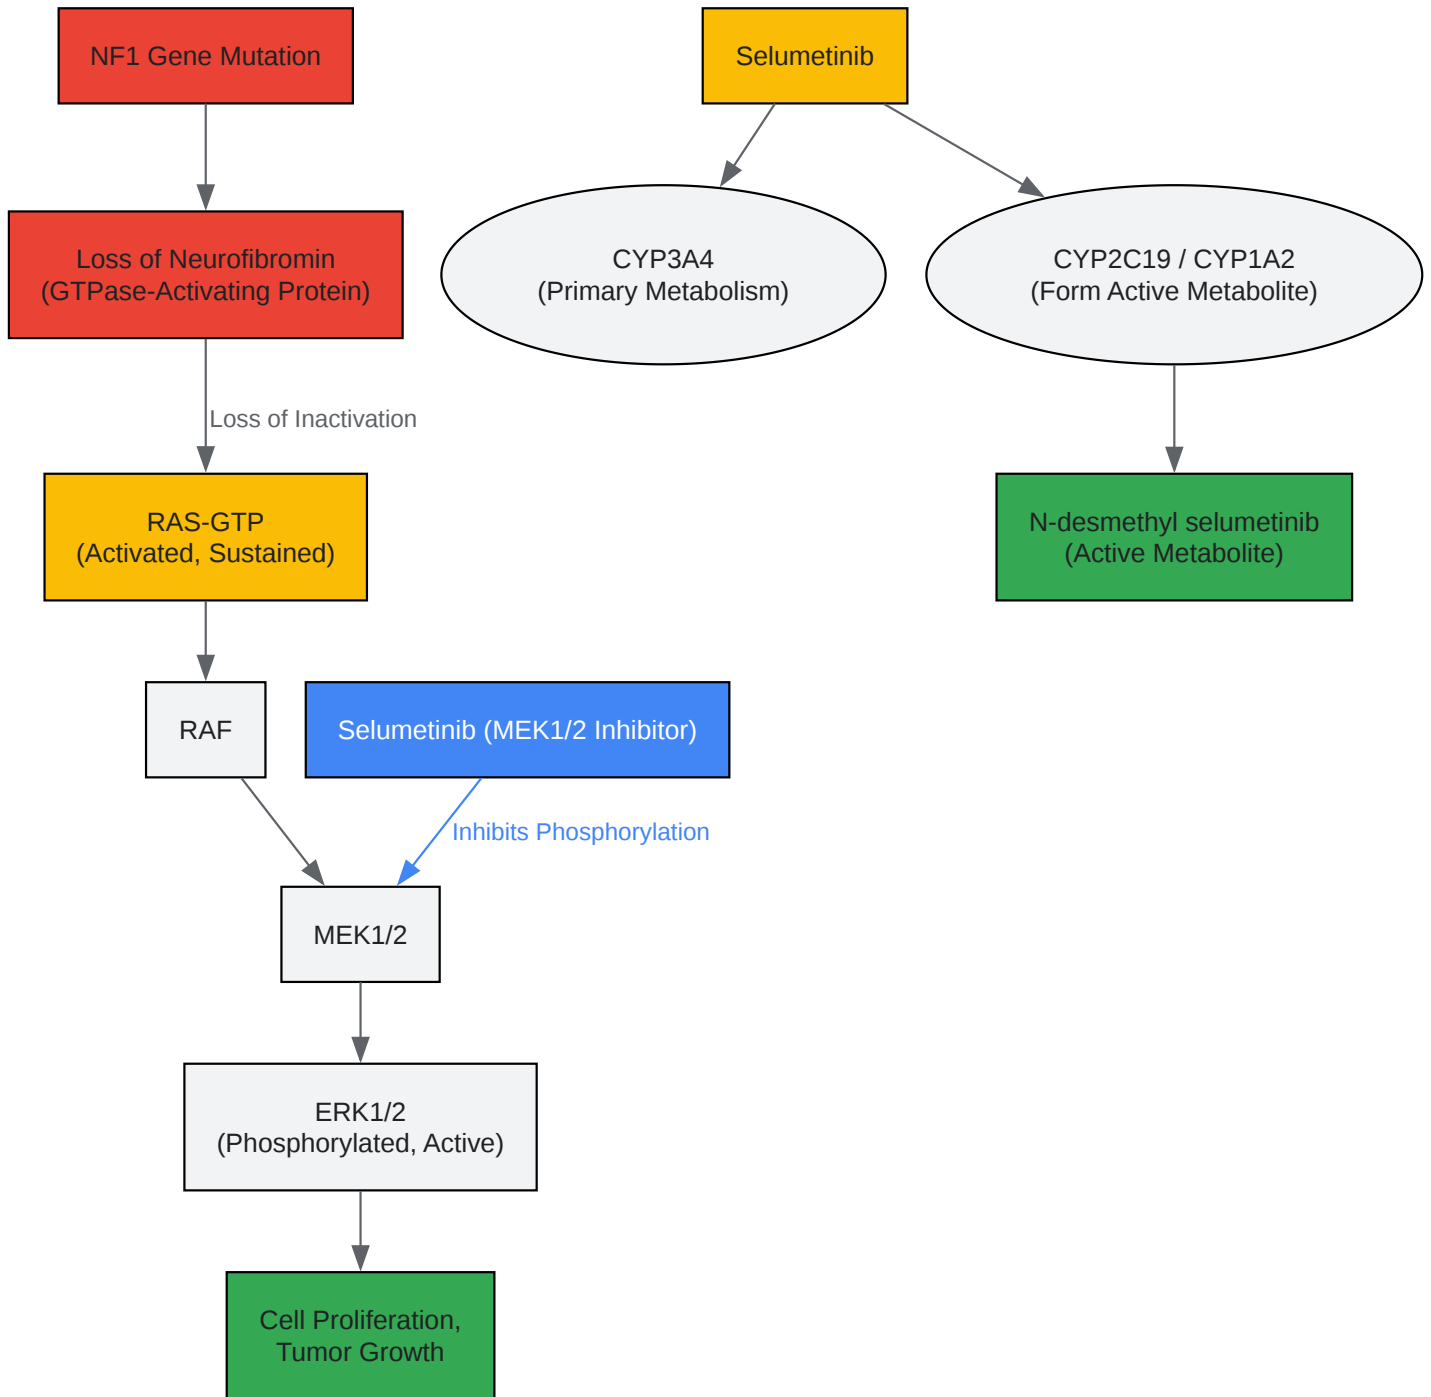 NF1 Gene Mutation
Selumetinib
Loss of Neurofibromin
(GTPase-Activating Protein)
CYP3A4
(Primary Metabolism)
CYP2C19 / CYP1A2
(Form Active Metabolite)
Loss of Inactivation
RAS-GTP
(Activated, Sustained)
N-desmethyl selumetinib
(Active Metabolite)
RAF
Selumetinib (MEK1/2 Inhibitor)
Inhibits Phosphorylation
MEK1/2
ERK1/2
(Phosphorylated, Active)
Cell Proliferation,
Tumor Growth